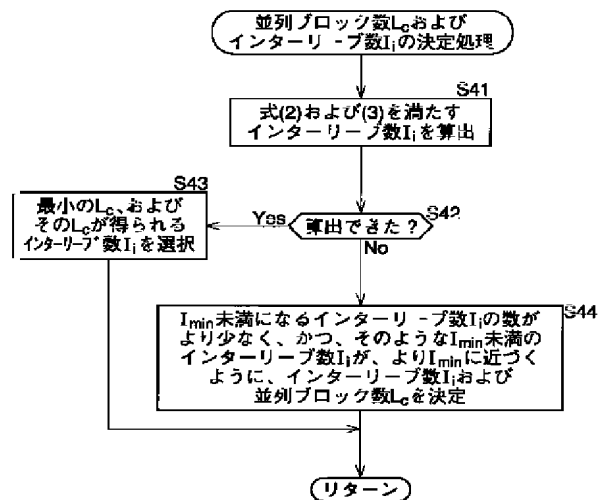 並列ブロック数Lcおよび
インターリーブ数Iiの決定処理
S41
式(2)および(3)を満たす
インターリーブ数Iiを算出
S43
最小のLc、および
そのLcが得られる
インターリーブ数Iiを選択
Yes
算出できた？
S42
No
S44
Imin未満になるインターリーブ数Iiの数が
より少なく、かつ、そのようなImin未満の
インターリーブ数Iiが、よりIminに近づく
ように、インターリーブ数Iiおよび
並列ブロック数Lcを決定
リターン